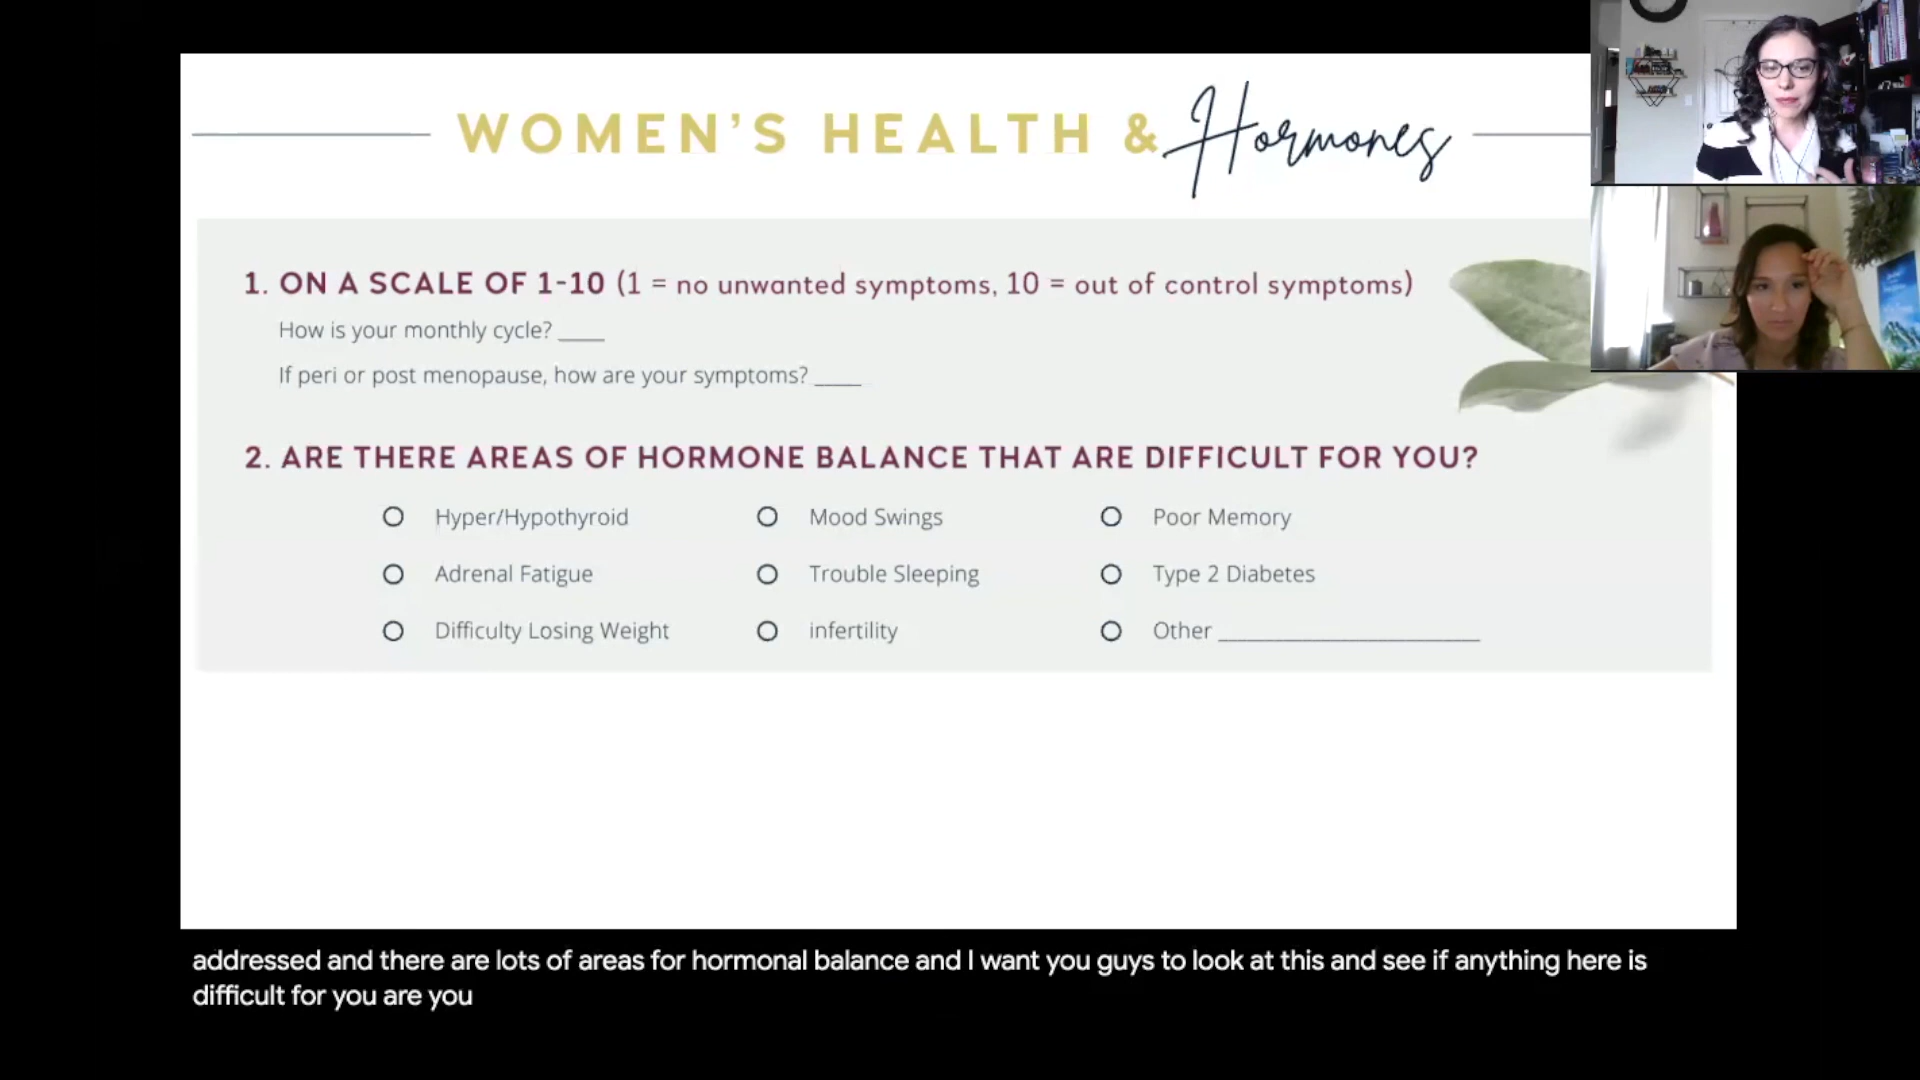 WOMEN'S HEALTH & Hormones
1. ON A SCALE OF 1-10 (1 = no unwanted symptoms, 10 = out of control symptoms)
How is your monthly cycle? ____
If peri or post menopause, how are your symptoms? ____
2. ARE THERE AREAS OF HORMONE BALANCE THAT ARE DIFFICULT FOR YOU?
Hyper/Hypothyroid Mood Swings Poor Memory
Adrenal Fatigue Trouble Sleeping Type 2 Diabetes
Difficulty Losing Weight infertility Other ______________________
addressed and there are lots of areas for hormonal balance and I want you guys to look at this and see if anything here is
difficult for you are you